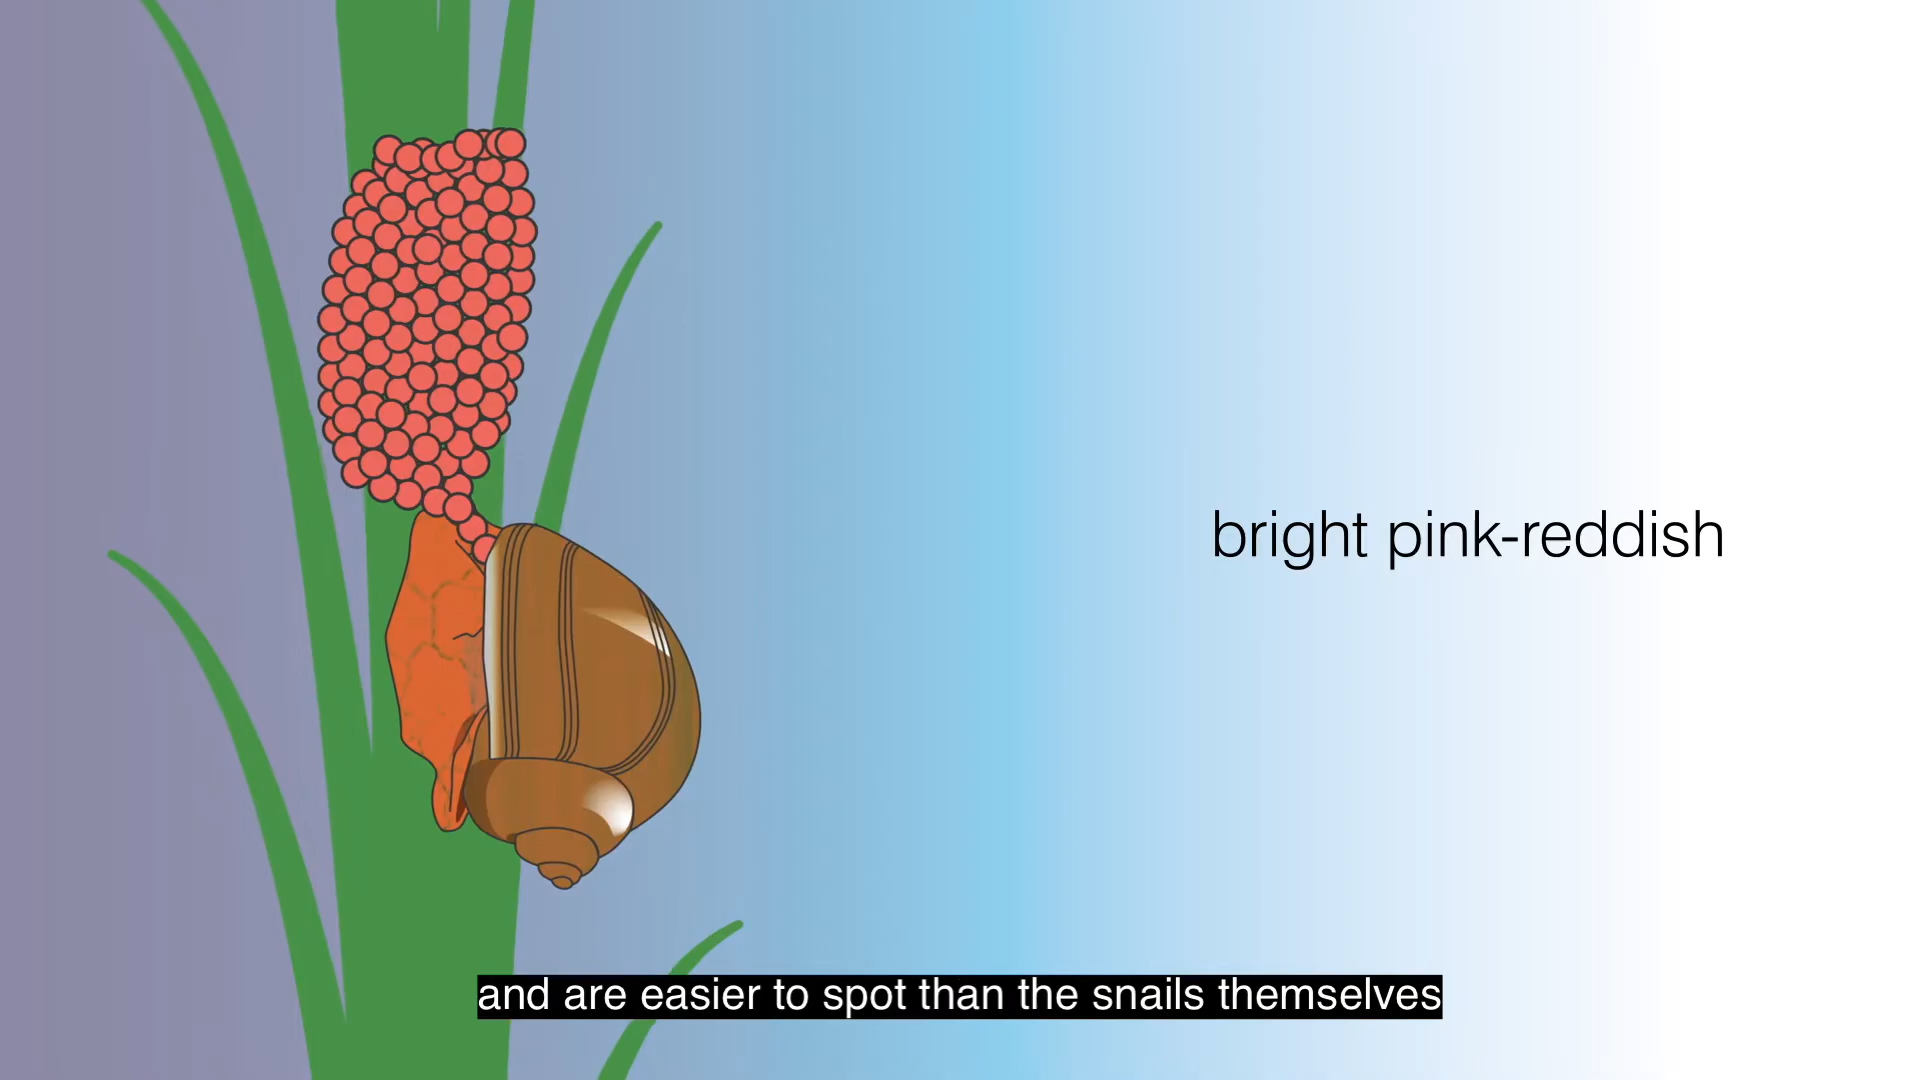 bright pink-reddish
and are easier to spot than the snails themselves